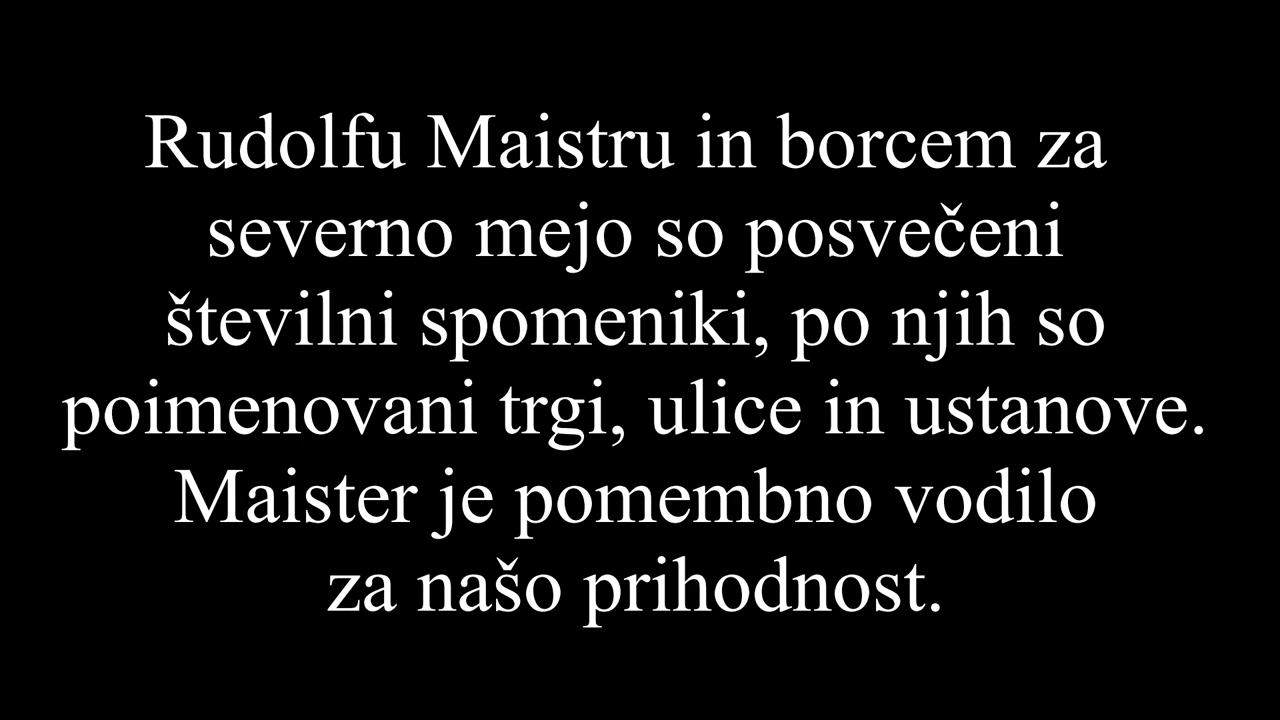 Rudolfu Maistru in borcem za
severno mejo so posvečeni
številni spomeniki, po njih so
poimenovani trgi, ulice in ustanove.
Maister je pomembno vodilo
za našo prihodnost.